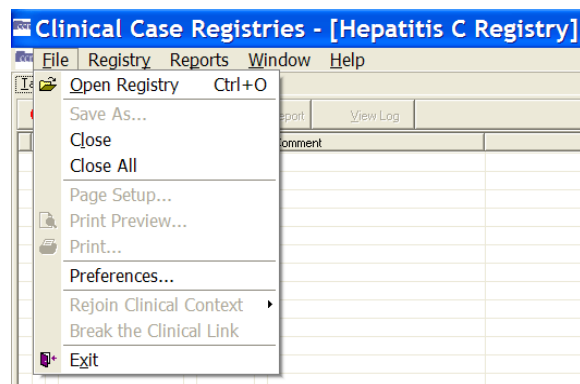 Clinical Case Registries - [Hepatitis C Registry]
File Registry Reports Window Help
Open Registry Ctrl+O
Save As...
View Log
Close
Comment
Close All
Page Setup...
Print Preview...
Print...
Preferences...
Rejoin Clinical Context
Break the Clinical Link
Exit